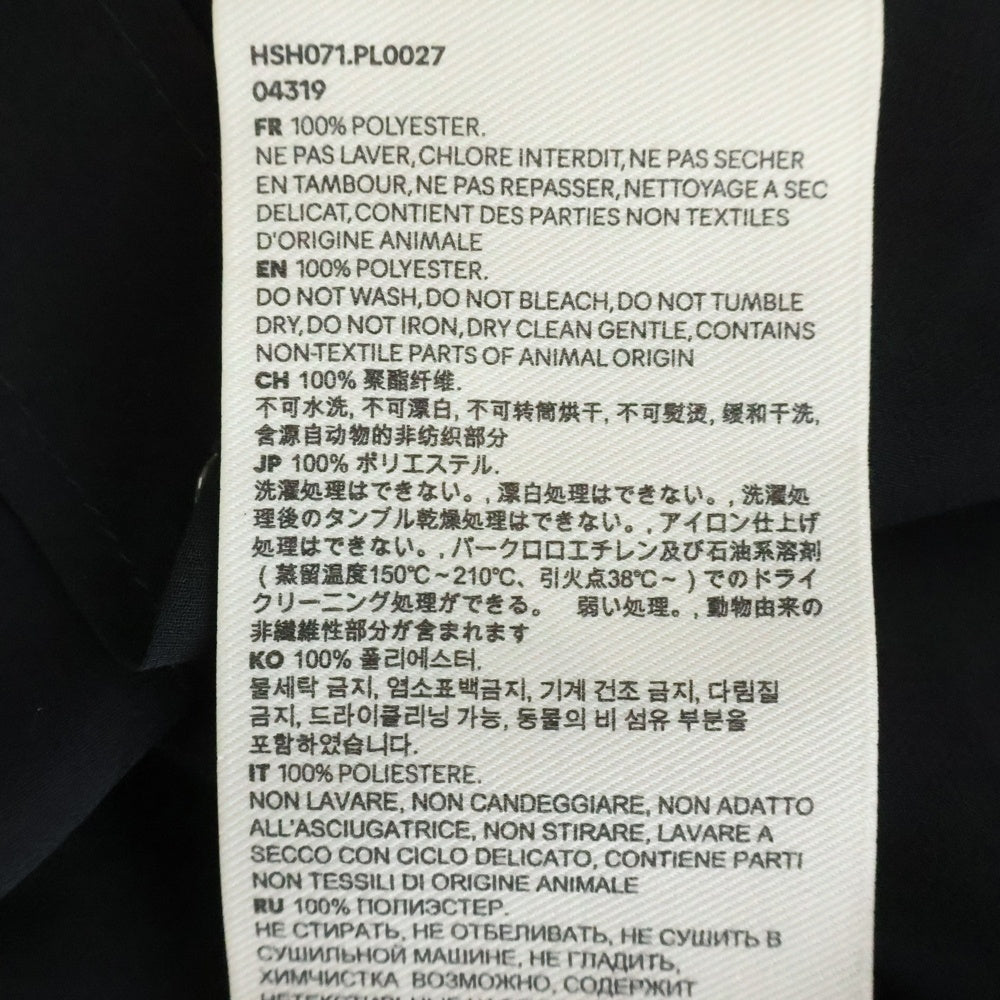 HSH071.PL0027
04319
FR 100% POLYESTER.
NE PAS LAVER,CHLORE INTERDIT,NE PAS SECHER
EN TAMBOUR,NE PAS REPASSER,NETTOYAGE A SEC
DELICAT,CONTIENT DES PARTIES NON TEXTILES
D'ORIGINE ANIMALE
EN 100% POLYESTER.
DO NOT WASH,DO NOT BLEACH,DO NOT TUMBLE
DRY,DO NOT IRON,DRY CLEAN GENTLE,CONTAINS
NON-TEXTILE PARTS OF ANIMAL ORIGIN
CH 100% 聚酯纤维.
不可水洗, 不可漂白, 不可转筒烘干, 不可熨烫, 缓和干洗,
含源自动物的非纺织部分
JP 100% ポリエステル.
洗濯処理はできない。, 漂白処理はできない。, 洗濯処
理後のタンブル乾燥処理はできない。, アイロン仕上げ
処理はできない。, パークロロエチレン及び石油系溶剤
( 蒸留温度150℃~210℃、引火点38℃~ ) でのドライ
クリーニング処理ができる。 弱い処理。, 動物由来の
非繊維性部分が含まれます
KO 100% 폴리에스터.
물세탁 금지, 염소표백금지, 기계 건조 금지, 다림질
금지, 드라이클리닝 가능, 동물의 비 섬유 부분을
포함하였습니다.
IT 100% POLIESTERE.
NON LAVARE, NON CANDEGGIARE, NON ADATTO
ALL'ASCIUGATRICE, NON STIRARE, LAVARE A
SECCO CON CICLO DELICATO, CONTIENE PARTI
NON TESSILI DI ORIGINE ANIMALE
RU 100% ПОЛИЭСТЕР.
НЕ СТИРАТЬ, НЕ ОТБЕЛИВАТЬ, НЕ СУШИТЬ В
СУШИЛЬНОЙ МАШИНЕ, НЕ ГЛАДИТЬ,
ХИМЧИСТКА ВОЗМОЖНО, СОДЕРЖИТ